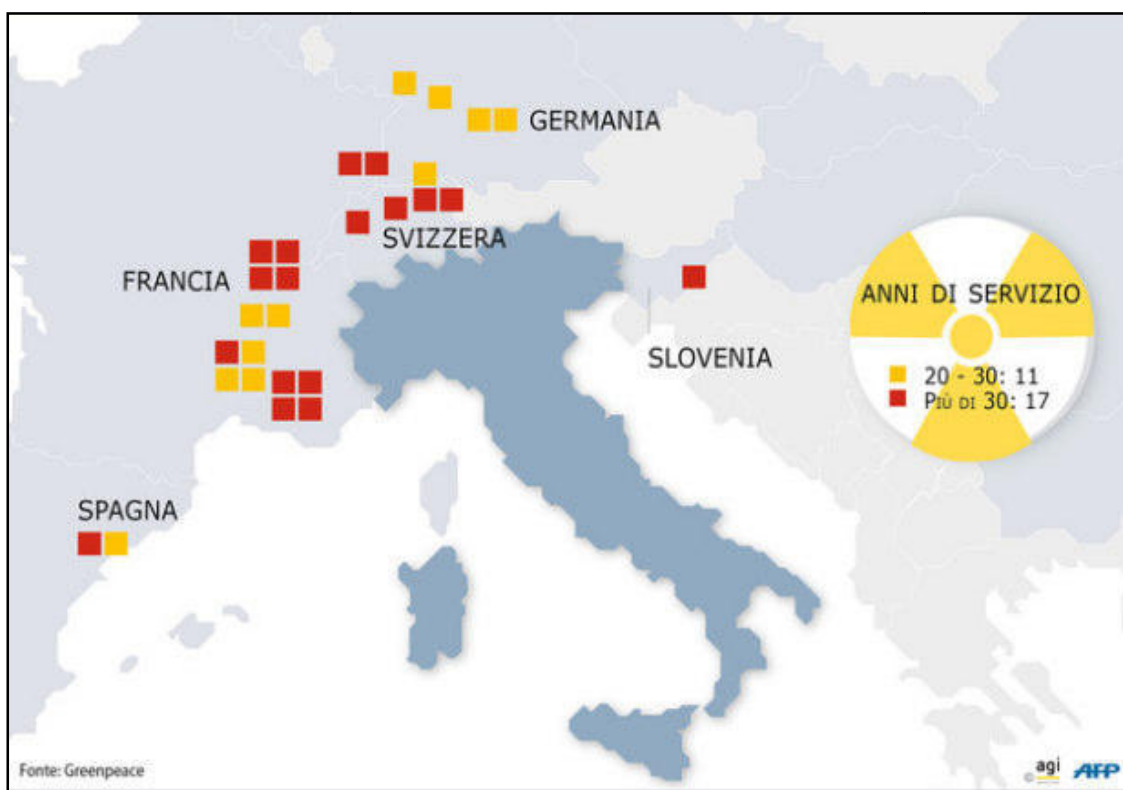 GERMANIA
SVIZZERA
FRANCIA
SLOVENIA
SPAGNA
ANNI DI SERVIZIO
20 - 30: 11
Più di 30: 17
Fonte: Greenpeace
© agi AFP